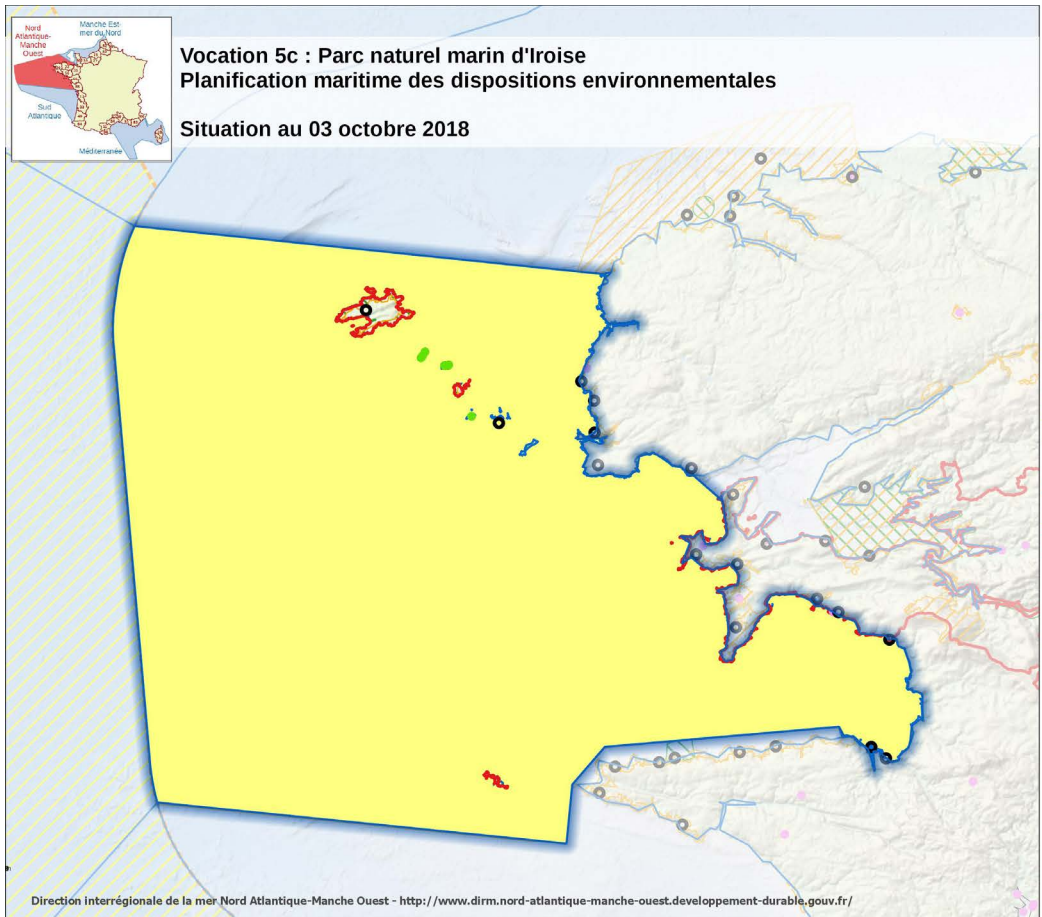 Nord
Atlantique-
Manche
Ouest
Manche Est-
mer du Nord
Sud
Atlantique
Méditerranée
Vocation 5c : Parc naturel marin d'Iroise
Planification maritime des dispositions environnementales
Situation au 03 octobre 2018
Direction interrégionale de la mer Nord Atlantique-Manche Ouest - http://www.dirm.nord-atlantique-manche-ouest.developpement-durable.gouv.fr/